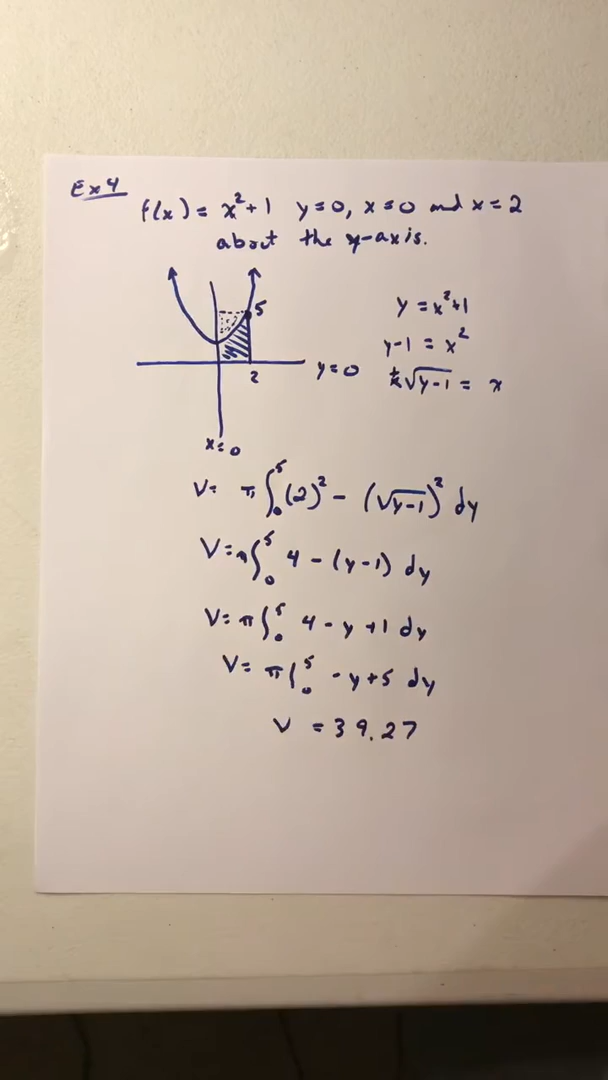 Ex 4
f(x) = x²+1 y=0, x=0 and x=2
about the y-axis.
5
y = x²+1
y-1 = x²
±√y-1 = x
2 y=0
x=0
V= π∫₀⁵ (2)² - (√y-1)² dy
V=π∫₀⁵ 4 - (y-1) dy
V=π∫₀⁵ 4 - y +1 dy
V= π∫₀⁵ -y+5 dy
V = 39.27